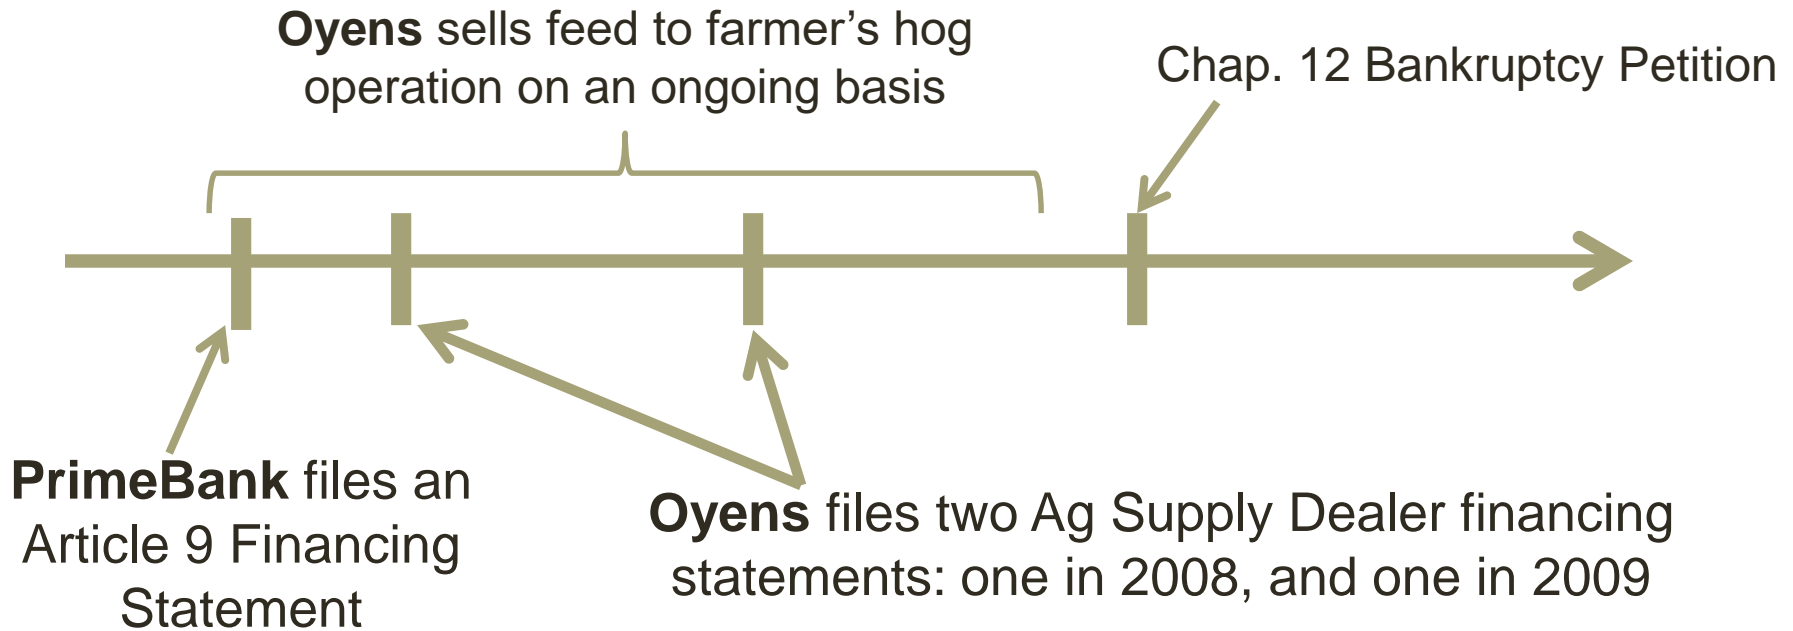 Oyens sells feed to farmer’s hog
operation on an ongoing basis
Chap. 12 Bankruptcy Petition
PrimeBank files an
Article 9 Financing
Statement
Oyens files two Ag Supply Dealer financing
statements: one in 2008, and one in 2009